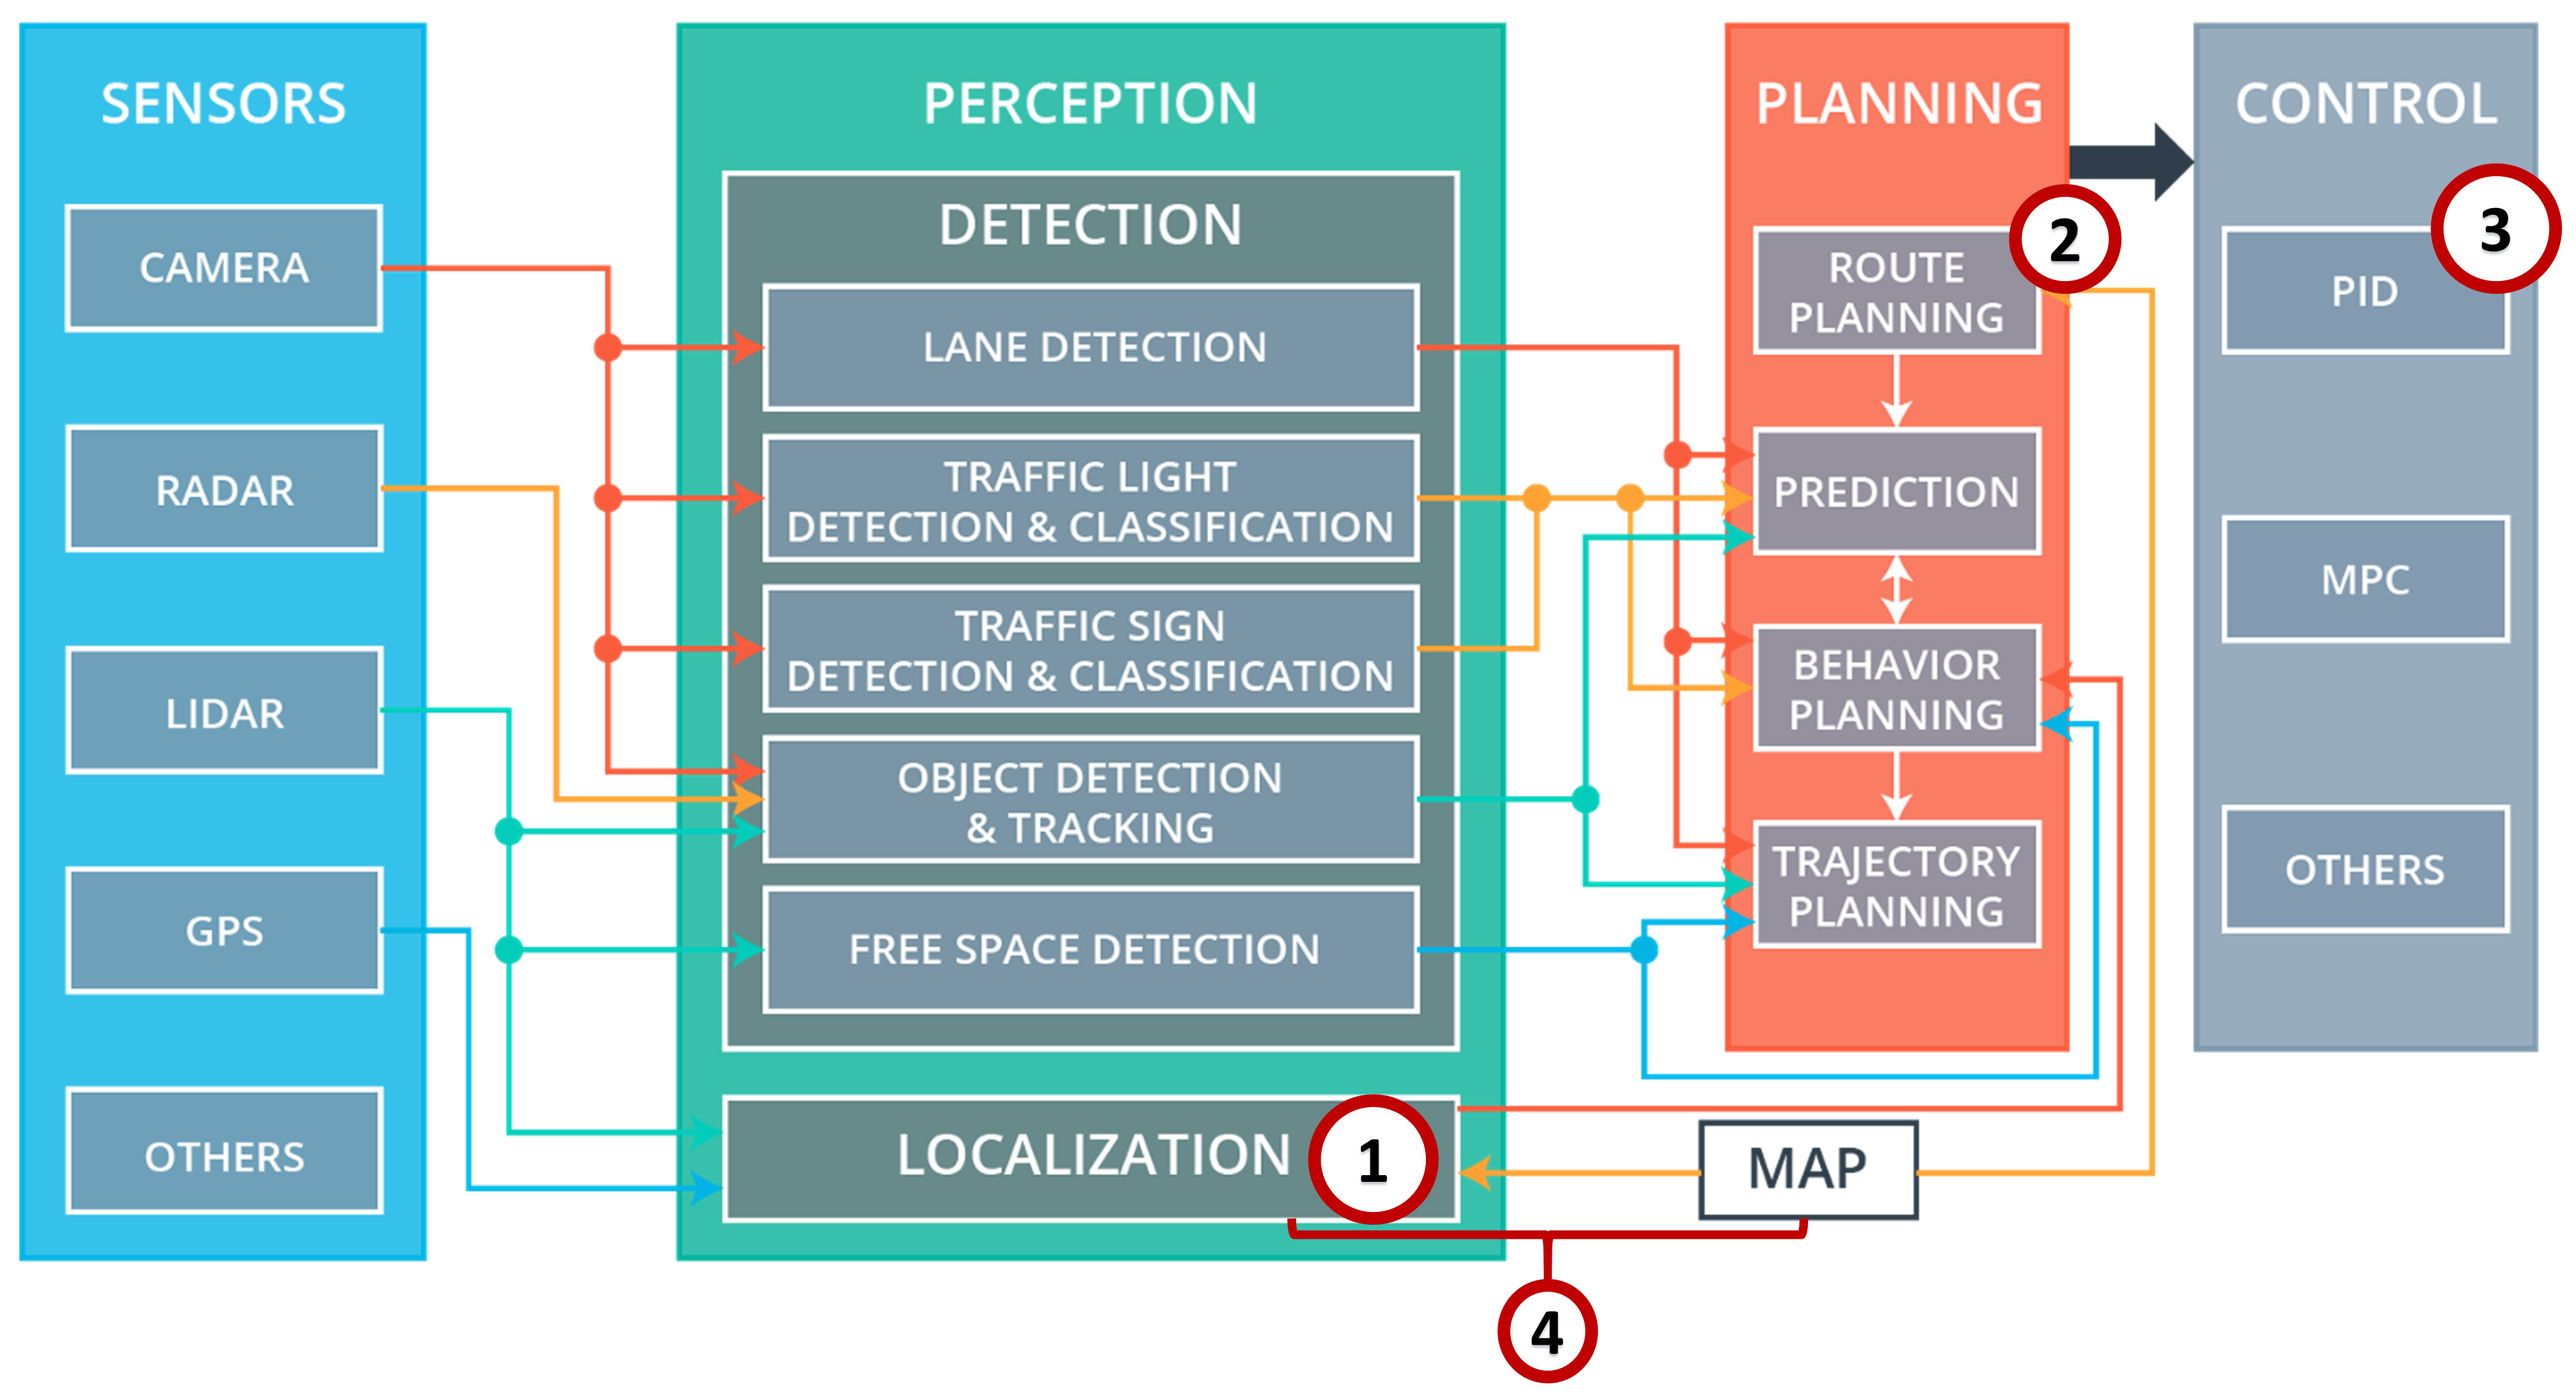 SENSORS
CAMERA
RADAR
LIDAR
GPS
OTHERS
PERCEPTION
DETECTION
LANE DETECTION
TRAFFIC LIGHT
DETECTION & CLASSIFICATION
TRAFFIC SIGN
DETECTION & CLASSIFICATION
OBJECT DETECTION
& TRACKING
FREE SPACE DETECTION
LOCALIZATION
1
PLANNING
2
ROUTE
PLANNING
PREDICTION
BEHAVIOR
PLANNING
TRAJECTORY
PLANNING
MAP
4
CONTROL
3
PID
MPC
OTHERS